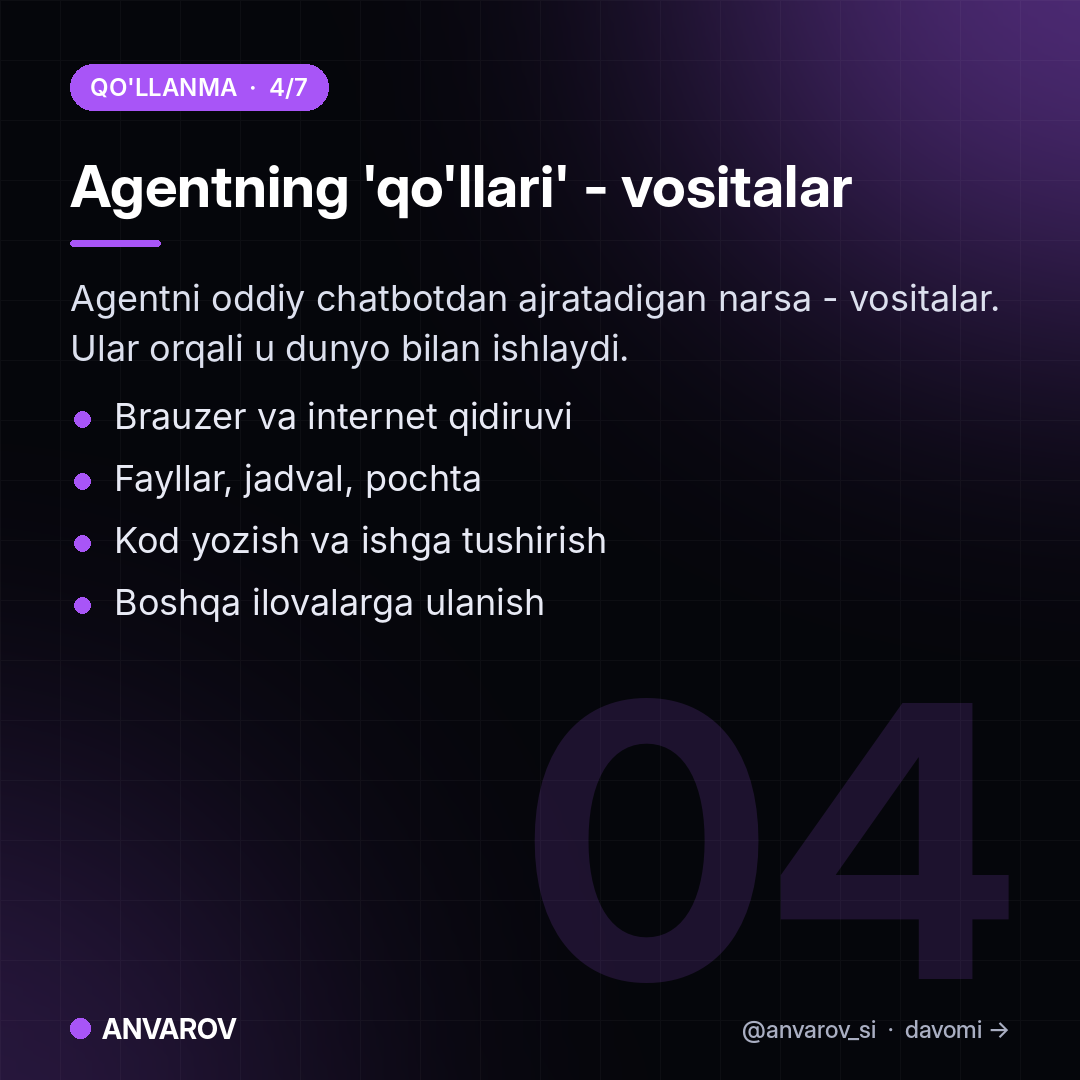 QO'LLANMA · 4/7
Agentning 'qo'llari' - vositalar
Agentni oddiy chatbotdan ajratadigan narsa - vositalar.
Ular orqali u dunyo bilan ishlaydi.
Brauzer va internet qidiruvi
Fayllar, jadval, pochta
Kod yozish va ishga tushirish
Boshqa ilovalarga ulanish
04
ANVAROV
@anvarov_si · davomi →